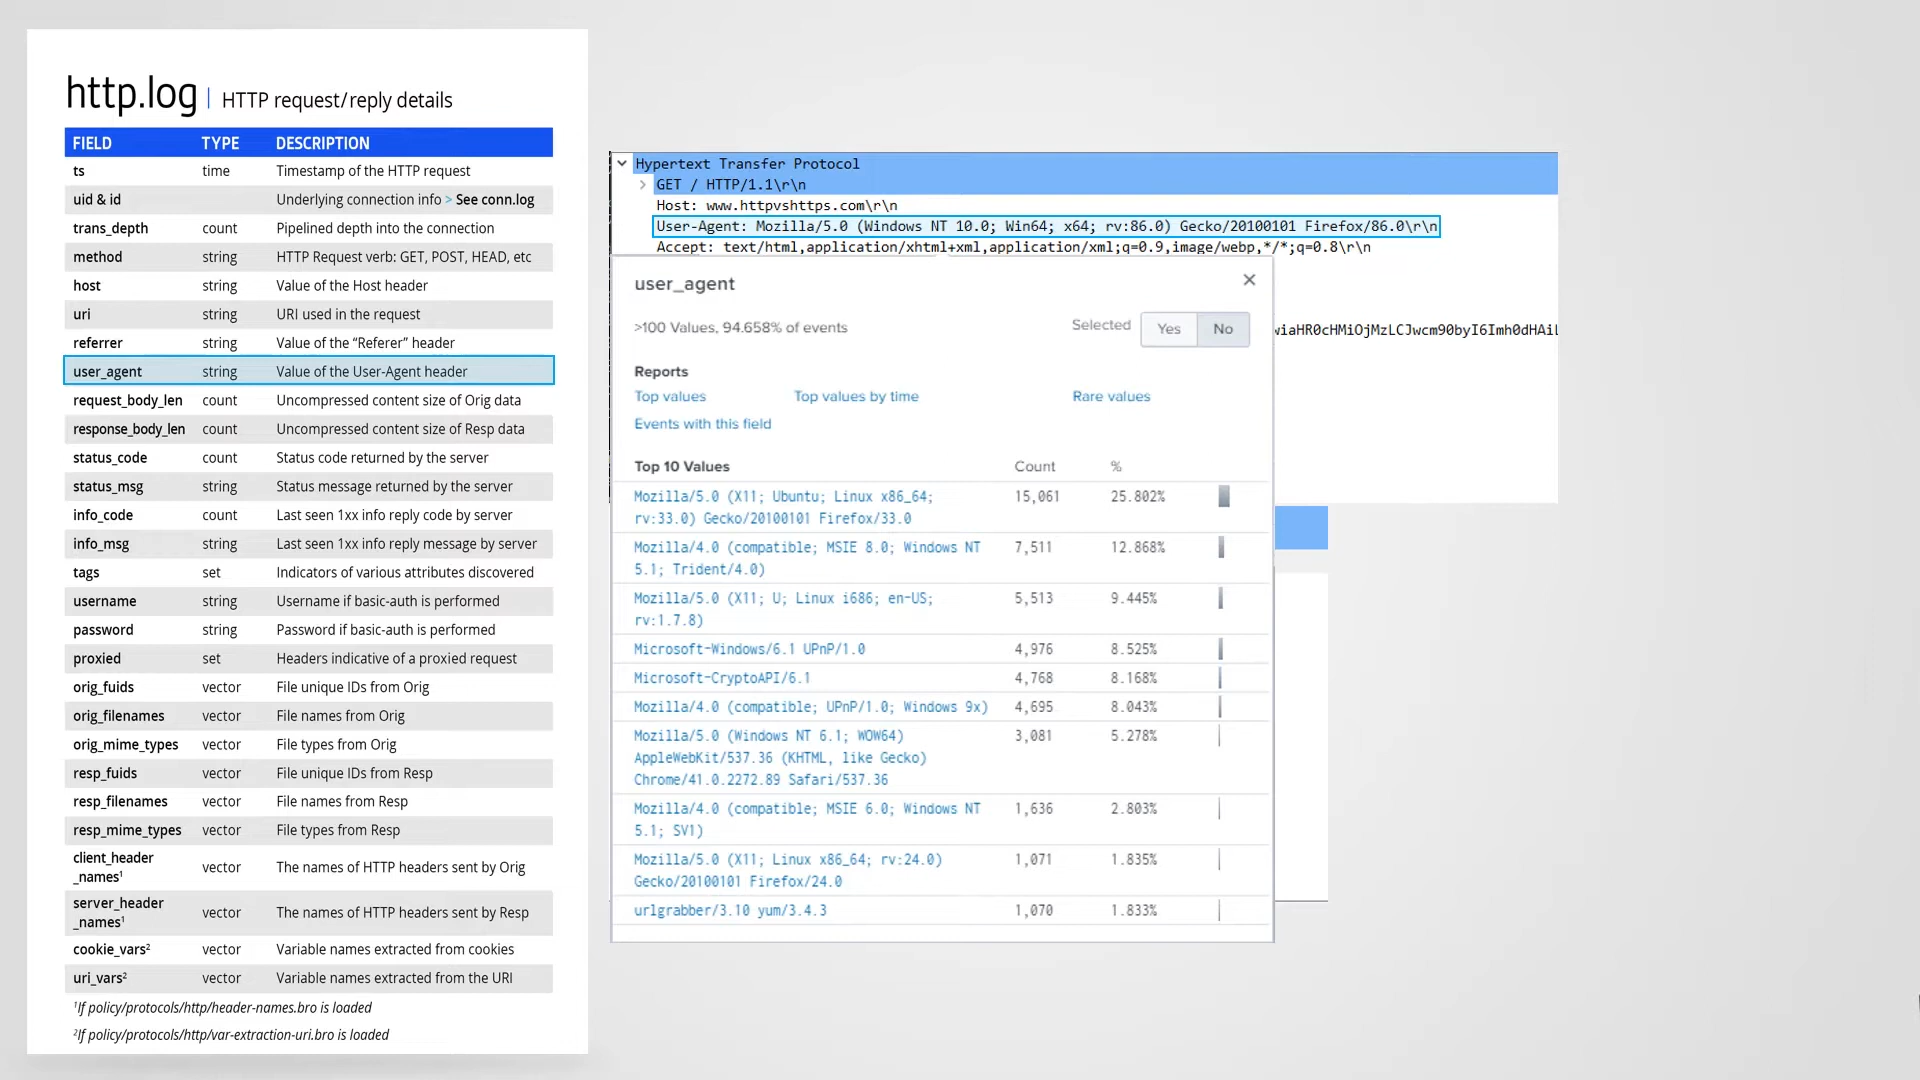 http.log | HTTP request/reply details
FIELD TYPE DESCRIPTION
ts time Timestamp of the HTTP request
uid & id Underlying connection info > See conn.log
trans_depth count Pipelined depth into the connection
method string HTTP Request verb: GET, POST, HEAD, etc
host string Value of the Host header
uri string URI used in the request
referrer string Value of the “Referer” header
user_agent string Value of the User-Agent header
request_body_len count Uncompressed content size of Orig data
response_body_len count Uncompressed content size of Resp data
status_code count Status code returned by the server
status_msg string Status message returned by the server
info_code count Last seen 1xx info reply code by server
info_msg string Last seen 1xx info reply message by server
tags set Indicators of various attributes discovered
username string Username if basic-auth is performed
password string Password if basic-auth is performed
proxied set Headers indicative of a proxied request
orig_fuids vector File unique IDs from Orig
orig_filenames vector File names from Orig
orig_mime_types vector File types from Orig
resp_fuids vector File unique IDs from Resp
resp_filenames vector File names from Resp
resp_mime_types vector File types from Resp
client_header
_names¹ vector The names of HTTP headers sent by Orig
server_header
_names¹ vector The names of HTTP headers sent by Resp
cookie_vars² vector Variable names extracted from cookies
uri_vars² vector Variable names extracted from the URI
¹If policy/protocols/http/header-names.bro is loaded
²If policy/protocols/http/var-extraction-uri.bro is loaded
Hypertext Transfer Protocol
GET / HTTP/1.1\r\n
Host: www.httpvshttps.com\r\n
User-Agent: Mozilla/5.0 (Windows NT 10.0; Win64; x64; rv:86.0) Gecko/20100101 Firefox/86.0\r\n
Accept: text/html,application/xhtml+xml,application/xml;q=0.9,image/webp,*/*;q=0.8\r\n
user_agent
>100 Values, 94.658% of events
Selected Yes No
Reports
Top values Top values by time Rare values
Events with this field
Top 10 Values Count %
Mozilla/5.0 (X11; Ubuntu; Linux x86_64; 15,061 25.802%
rv:33.0) Gecko/20100101 Firefox/33.0
Mozilla/4.0 (compatible; MSIE 8.0; Windows NT 7,511 12.868%
5.1; Trident/4.0)
Mozilla/5.0 (X11; U; Linux i686; en-US; 5,513 9.445%
rv:1.7.8)
Microsoft-Windows/6.1 UPnP/1.0 4,976 8.525%
Microsoft-CryptoAPI/6.1 4,768 8.168%
Mozilla/4.0 (compatible; UPnP/1.0; Windows 9x) 4,695 8.043%
Mozilla/5.0 (Windows NT 6.1; WOW64) 3,081 5.278%
AppleWebKit/537.36 (KHTML, like Gecko)
Chrome/41.0.2272.89 Safari/537.36
Mozilla/4.0 (compatible; MSIE 6.0; Windows NT 1,636 2.803%
5.1; SV1)
Mozilla/5.0 (X11; Linux x86_64; rv:24.0) 1,071 1.835%
Gecko/20100101 Firefox/24.0
urlgrabber/3.10 yum/3.4.3 1,070 1.833%